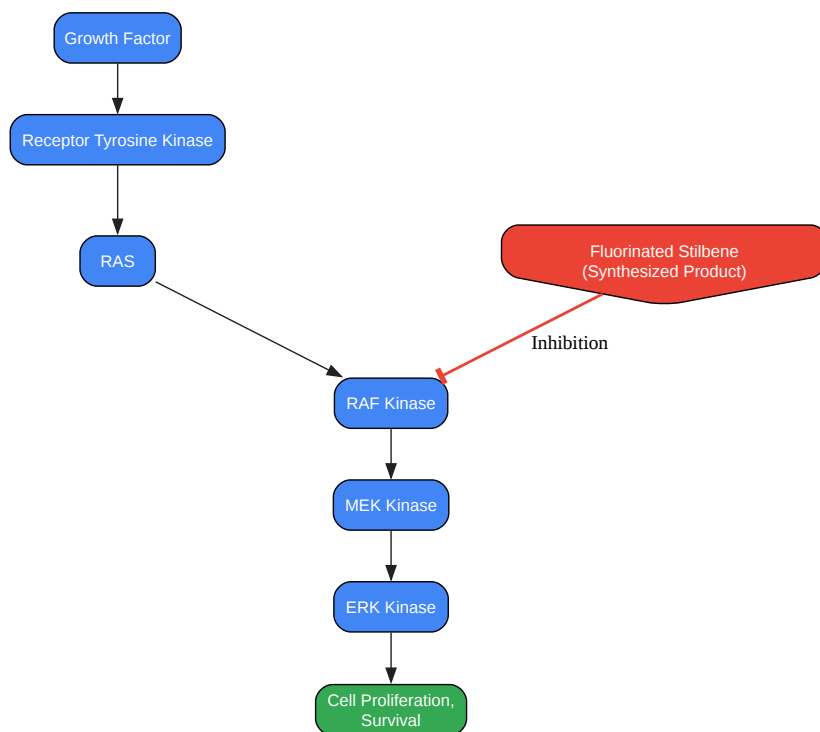 Growth Factor
Receptor Tyrosine Kinase
RAS
Fluorinated Stilbene
(Synthesized Product)
Inhibition
RAF Kinase
MEK Kinase
ERK Kinase
Cell Proliferation,
Survival